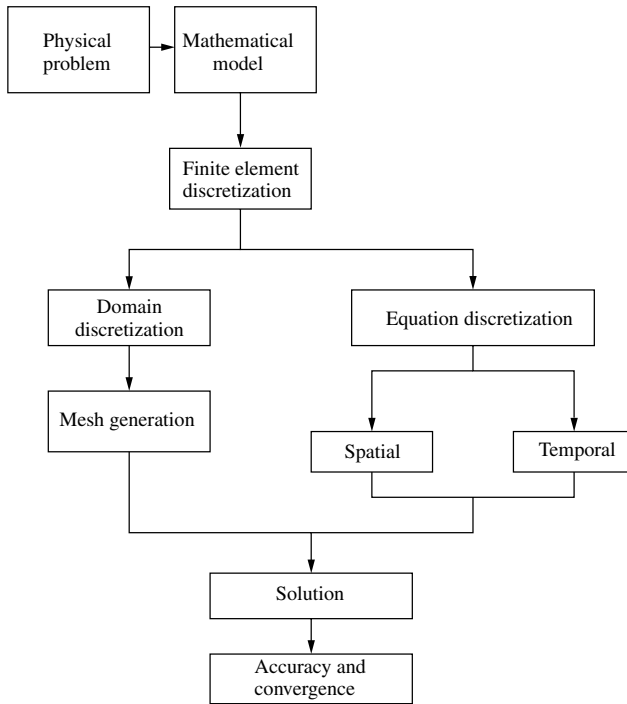 Physical
problem
Mathematical
model
Finite element
discretization
Domain
discretization
Equation discretization
Mesh generation
Spatial
Temporal
Solution
Accuracy and
convergence